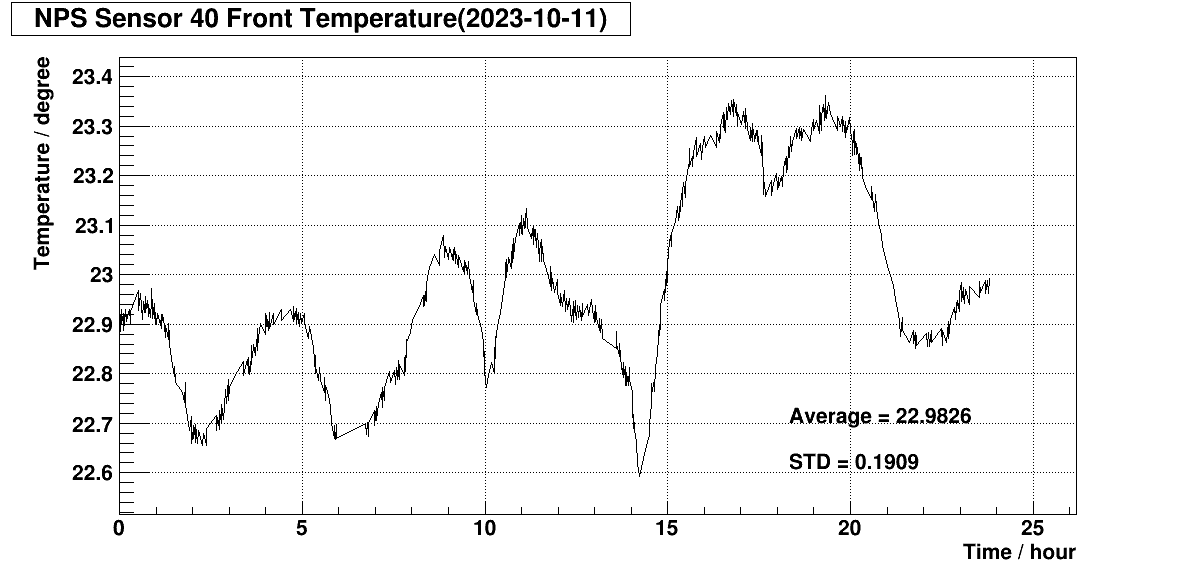 NPS Sensor 40 Front Temperature(2023-10-11)
Temperature / degree
23.4
23.3
23.2
23.1
23
22.9
22.8
22.7
22.6
Average = 22.9826
STD = 0.1909
0 5 10 15 20 25
Time / hour